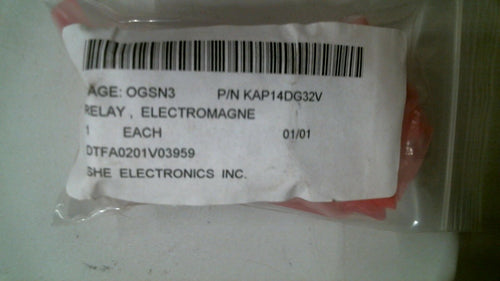 AGE: OGSN3 P/N KAP14DG32V
RELAY, ELECTROMAGNE
1 EACH 01/01
DTFA0201V03959
SHE ELECTRONICS INC.